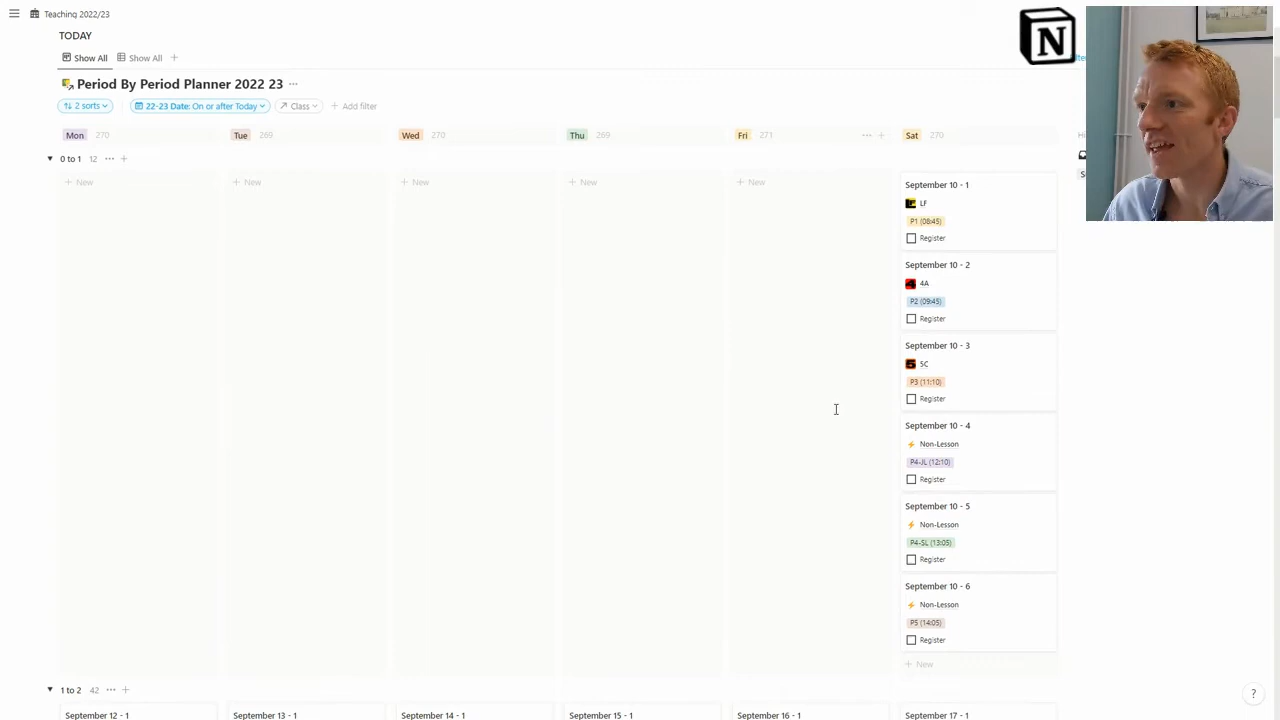 Teaching 2022/23
N
TODAY
Show All
Show All
Period By Period Planner 2022 23
2 sorts
22-23 Date: On or after Today
Class
Add filter
Mon 270
Tue 269
Wed 270
Thu 269
Fri 271
Sat 270
0 to 1 12
New
New
New
New
New
September 10 - 1
LF
P1 (08:45)
Register
September 10 - 2
4A
P2 (09:45)
Register
September 10 - 3
5C
P3 (11:10)
Register
September 10 - 4
Non-Lesson
P4-JL (12:10)
Register
September 10 - 5
Non-Lesson
P4-SL (13:05)
Register
September 10 - 6
Non-Lesson
P5 (14:05)
Register
New
1 to 2 42
September 12 - 1
September 13 - 1
September 14 - 1
September 15 - 1
September 16 - 1
September 17 - 1
?